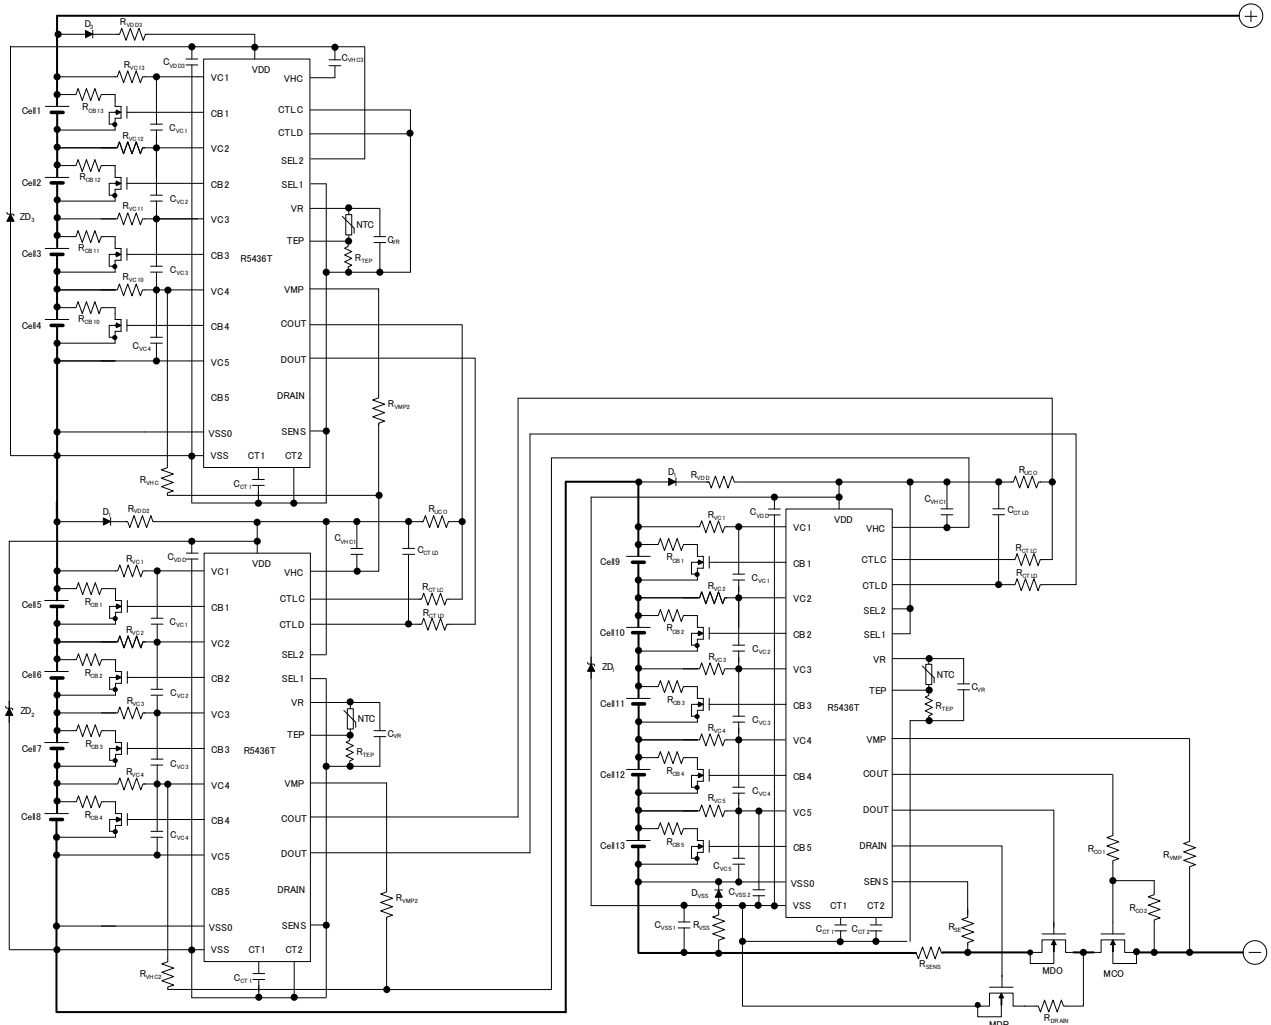 D3 RVDD3
CVDD3 VDD CVHC3
RVC13 VC1 VHC
Cell1 RCB13 CB1 CTLC
CVC1 CTLD
RVC12 VC2
SEL2
Cell2 RCB12 CB2 SEL1
CVC2 VR
ZD3 RVC11 VC3 NTC
TEP CVR
Cell3 RCB11 CB3 R5436T RTEP
CVC3
RVC10 VC4 VMP
Cell4 RCB10 CB4 COUT
CVC4
VC5 DOUT
CB5 DRAIN
RVMP2
VSS0 SENS
VSS CT1 CT2
RVHC CCT1
D1 RVDD2 RUCO
CVDD VDD CVHC1 CCTLD
RVC1 VC1 VHC
Cell5 RCB1 CB1 CTLC RCTLC
CVC1 CTLD RCTLD
RVC2 VC2
SEL2
Cell6 RCB2 CB2 SEL1
CVC2 VR
ZD2 RVC3 VC3 NTC
TEP CVR
Cell7 RCB3 CB3 R5436T RTEP
CVC3
RVC4 VC4 VMP
Cell8 RCB4 CB4 COUT
CVC4
VC5 DOUT
CB5 DRAIN
RVMP2
VSS0 SENS
VSS CT1 CT2
RVHC2 CCT1
D1 RVDD RUCO
CVDD VDD CVHC1 CCTLD
RVC1 VC1 VHC
Cell9 RCB1 CB1 CTLC RCTLC
CVC1 CTLD RCTLD
RVC2 VC2 SEL2
Cell10 RCB2 CB2 SEL1
CVC2 VR
ZD1 RVC3 VC3 NTC
TEP CVR
Cell11 RCB3 CB3 R5436T RTEP
CVC3
RVC4 VC4 VMP
Cell12 RCB4 CB4 COUT
CVC4
RVC5 VC5 DOUT
Cell13 RCB5 CB5 DRAIN RCO1 RVMP
CVC5
DVSS CVSS2 VSS0 SENS
VSS CT1 CT2 RCO2
CVSS1 RVSS CCT1 CCT2 RSE
RSENS MDO MCO
MDR RDRAIN